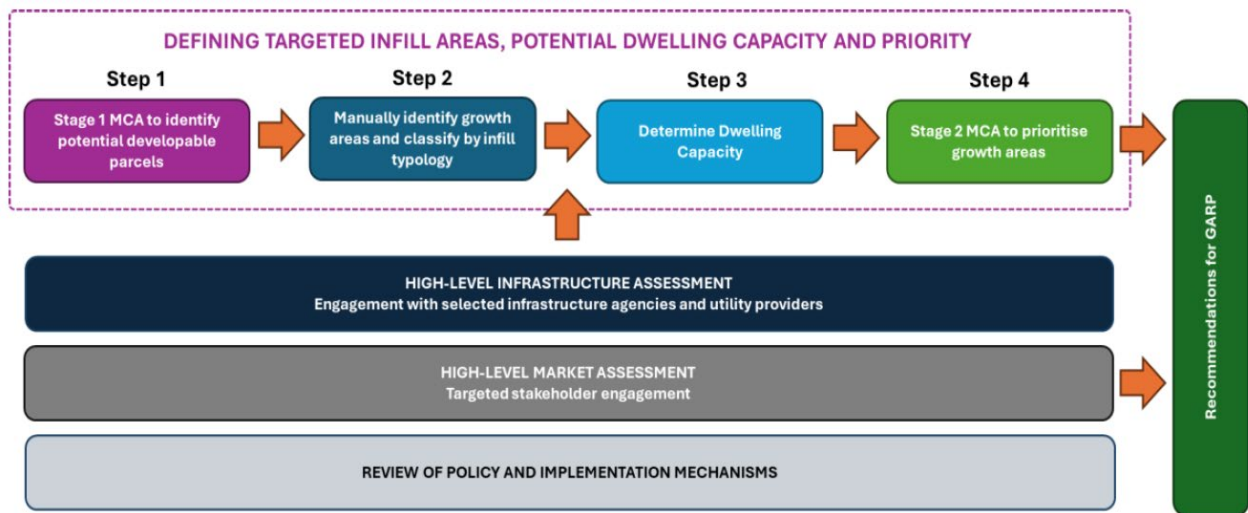 DEFINING TARGETED INFILL AREAS, POTENTIAL DWELLING CAPACITY AND PRIORITY
Step 1
Stage 1 MCA to identify
potential developable
parcels
Step 2
Manually identify growth
areas and classify by infill
typology
Step 3
Determine Dwelling
Capacity
Step 4
Stage 2 MCA to prioritise
growth areas
HIGH-LEVEL INFRASTRUCTURE ASSESSMENT
Engagement with selected infrastructure agencies and utility providers
HIGH-LEVEL MARKET ASSESSMENT
Targeted stakeholder engagement
REVIEW OF POLICY AND IMPLEMENTATION MECHANISMS
Recommendations for GARP